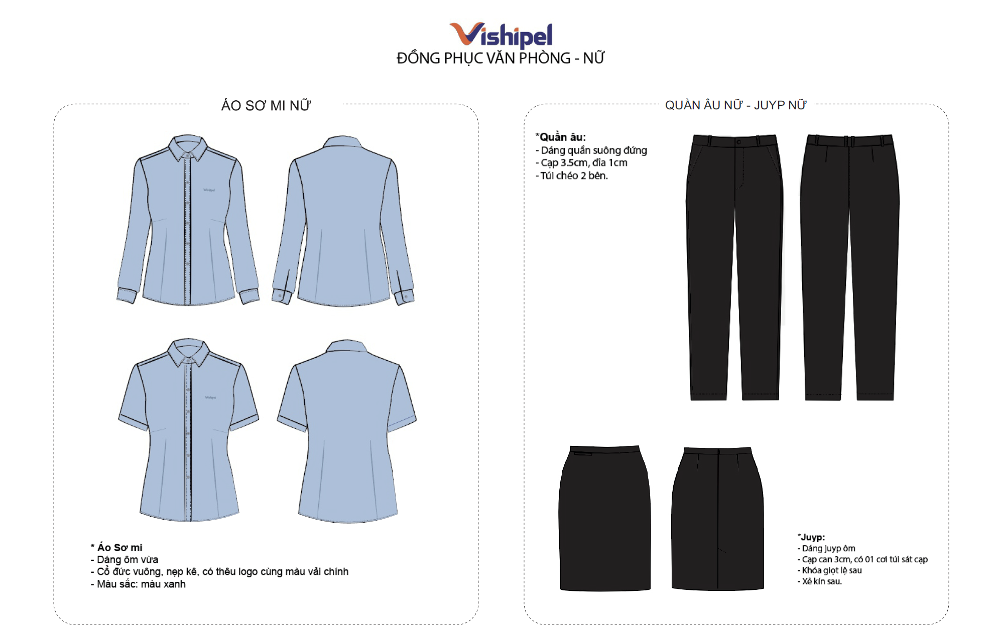 Vishipel
ĐỒNG PHỤC VĂN PHÒNG - NỮ
ÁO SƠ MI NỮ
Vishipel
Vishipel
* Áo Sơ mi
- Dáng ôm vừa
- Cổ đức vuông, nẹp kê, có thêu logo cùng màu vải chính
- Màu sắc: màu xanh
QUẦN ÂU NỮ - JUYP NỮ
*Quần âu:
- Dáng quần suông đứng
- Cạp 3.5cm, đỉa 1cm
- Túi chéo 2 bên.
*Juyp:
- Dáng juyp ôm
- Cạp can 3cm, có 01 cơi túi sát cạp
- Khóa giọt lệ sau
- Xẻ kín sau.